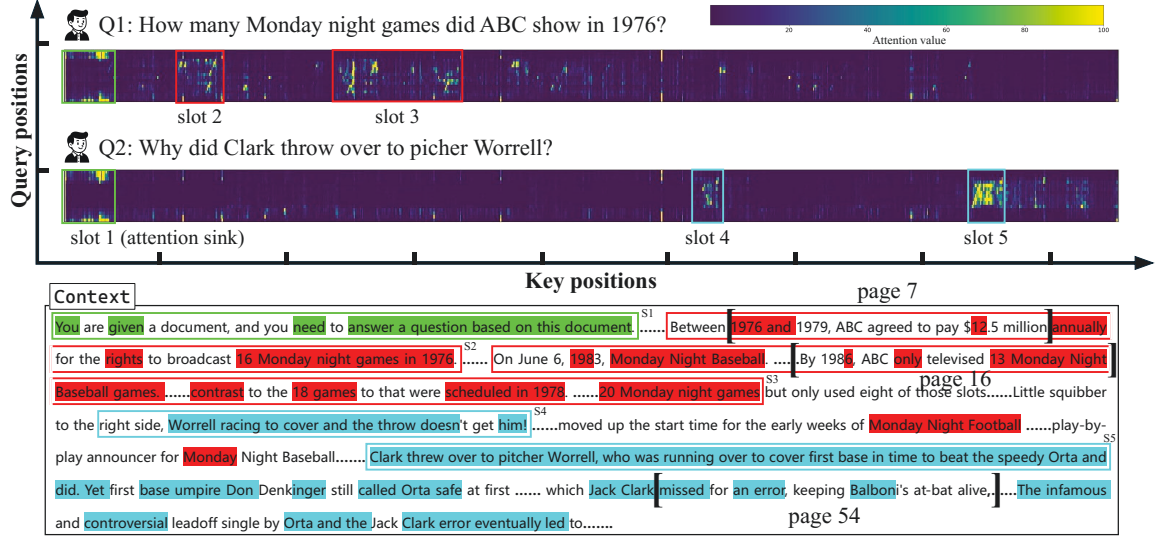 Q1: How many Monday night games did ABC show in 1976?
20 40 60 80 100
Attention value
slot 2 slot 3
Query positions
Q2: Why did Clark throw over to picher Worrell?
slot 1 (attention sink) slot 4 slot 5
Key positions
page 7
Context
You are given a document, and you need to answer a question based on this document. S1 ...... Between [1976 and 1979, ABC agreed to pay $12.5 million] annually
for the rights to broadcast 16 Monday night games in 1976. S2 ...... On June 6, 1983, Monday Night Baseball. ......[By 1986, ABC only televised 13 Monday Night]
page 16
Baseball games. ......contrast to the 18 games to that were scheduled in 1978. ......20 Monday night games S3 but only used eight of those slots......Little squibber
to the right side, Worrell racing to cover and the throw doesn't get him! S4 ......moved up the start time for the early weeks of Monday Night Football ......play-by-
play announcer for Monday Night Baseball....... Clark threw over to pitcher Worrell, who was running over to cover first base in time to beat the speedy Orta and S5
did. Yet first base umpire Don Denkinger still called Orta safe at first ...... which Jack Clark [missed for an error, keeping Balboni's at-bat alive,..]....The infamous
and controversial leadoff single by Orta and the Jack Clark error eventually led to.......
page 54